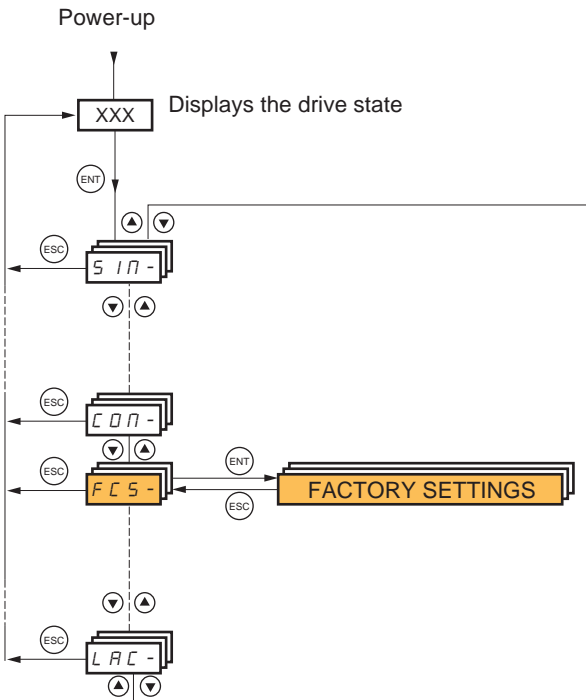 Power-up
XXX
Displays the drive state
ENT
ESC
SIM-
ESC
COM-
ESC
FCS-
ENT
ESC
FACTORY SETTINGS
ESC
LAC-